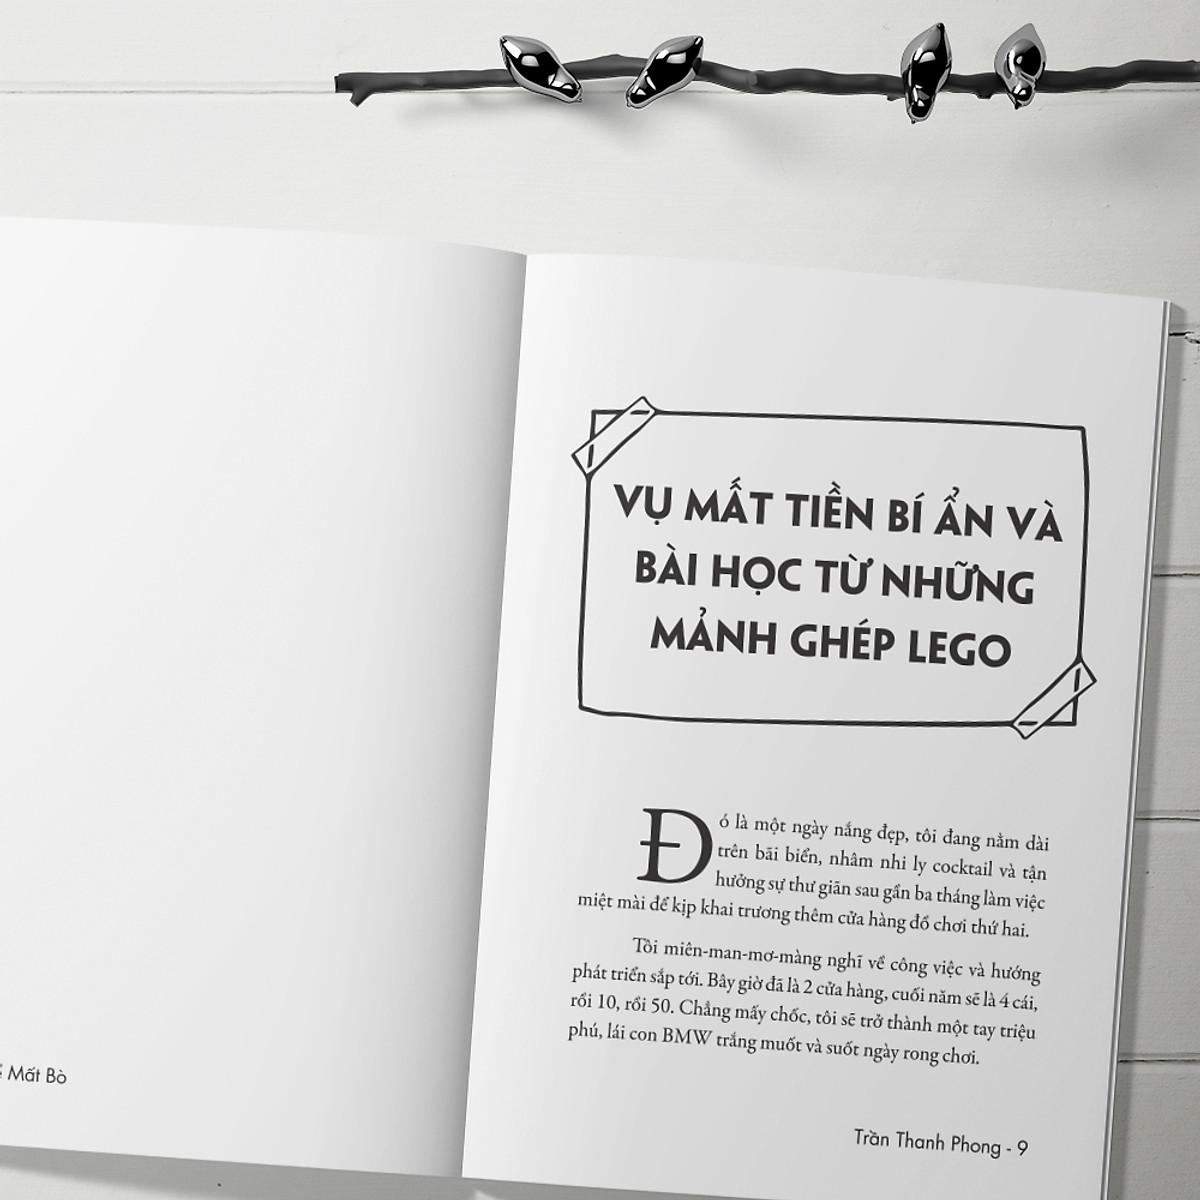 Mất Bò
VỤ MẤT TIỀN BÍ ẨN VÀ
BÀI HỌC TỪ NHỮNG
MẢNH GHÉP LEGO
Đó là một ngày nắng đẹp, tôi đang nằm dài
trên bãi biển, nhâm nhi ly cocktail và tận
hưởng sự thư giãn sau gần ba tháng làm việc
miệt mài để kịp khai trương thêm cửa hàng đồ chơi thứ hai.
Tôi miên-man-mơ-màng nghĩ về công việc và hướng
phát triển sắp tới. Bây giờ đã là 2 cửa hàng, cuối năm sẽ là 4 cái,
rồi 10, rồi 50. Chẳng mấy chốc, tôi sẽ trở thành một tay triệu
phú, lái con BMW trắng muốt và suốt ngày rong chơi.
Trần Thanh Phong - 9